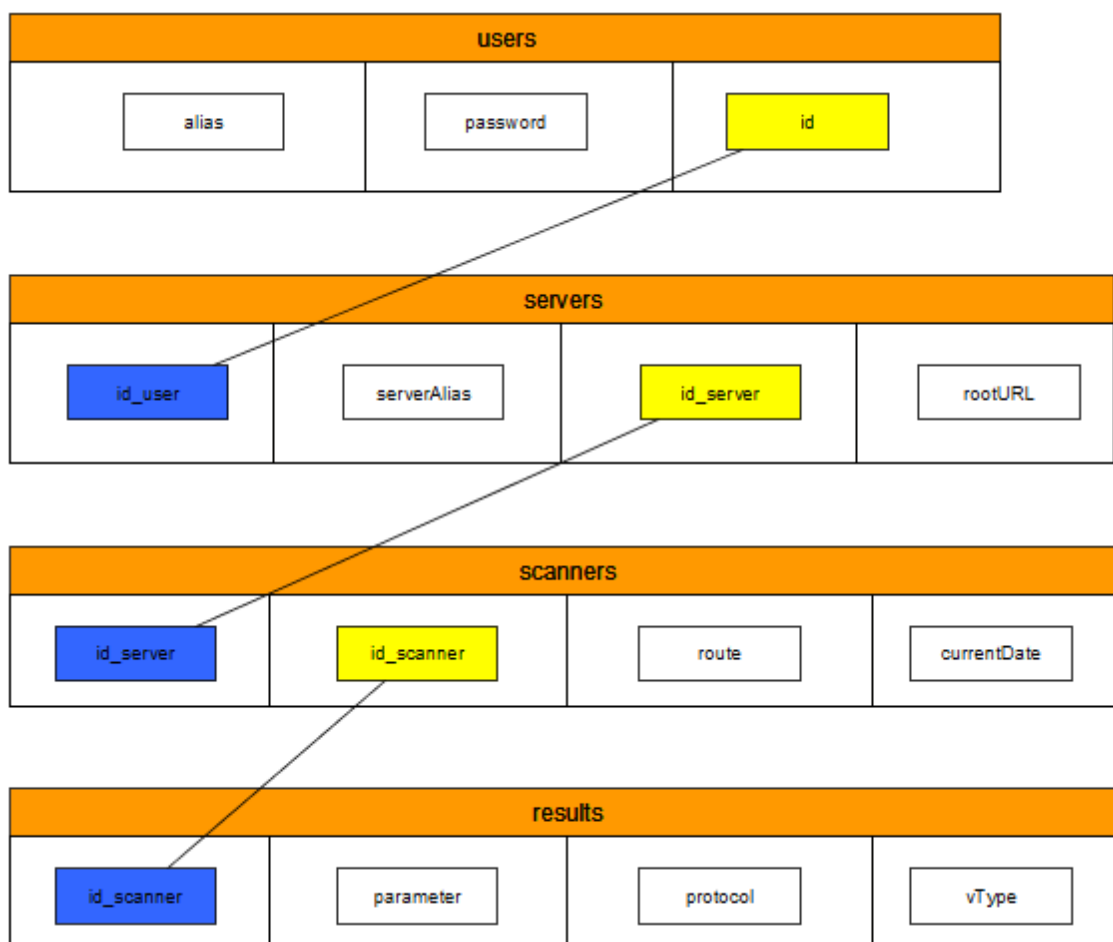 users
alias
password
id
servers
id_user
serverAlias
id_server
rootURL
scanners
id_server
id_scanner
route
currentDate
results
id_scanner
parameter
protocol
vType